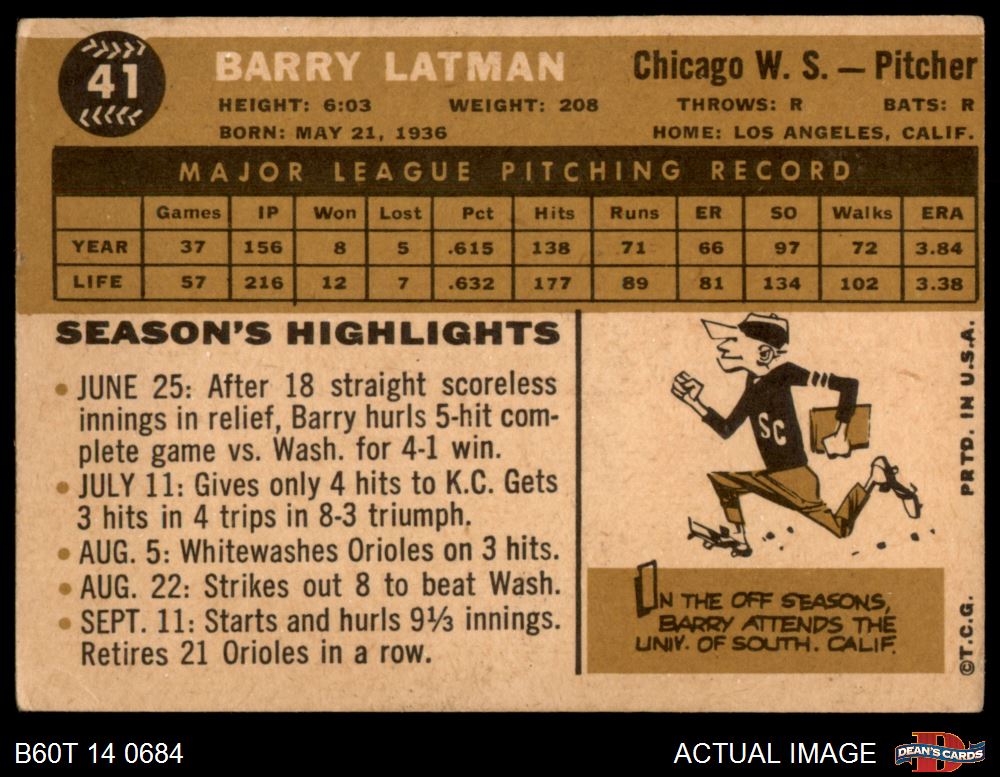 41
BARRY LATMAN
Chicago W. S. — Pitcher
HEIGHT: 6:03 WEIGHT: 208 THROWS: R BATS: R
BORN: MAY 21, 1936 HOME: LOS ANGELES, CALIF.
MAJOR LEAGUE PITCHING RECORD
Games IP Won Lost Pct Hits Runs ER SO Walks ERA
YEAR 37 156 8 5 .615 138 71 66 97 72 3.84
LIFE 57 216 12 7 .632 177 89 81 134 102 3.38
SEASON'S HIGHLIGHTS
• JUNE 25: After 18 straight scoreless
innings in relief, Barry hurls 5-hit com-
plete game vs. Wash. for 4-1 win.
• JULY 11: Gives only 4 hits to K.C. Gets
3 hits in 4 trips in 8-3 triumph.
• AUG. 5: Whitewashes Orioles on 3 hits.
• AUG. 22: Strikes out 8 to beat Wash.
• SEPT. 11: Starts and hurls 9⅓ innings.
Retires 21 Orioles in a row.
SC
IN THE OFF SEASONS,
BARRY ATTENDS THE
UNIV. OF SOUTH. CALIF.
©T.C.G. PRTD. IN U.S.A.
B60T 14 0684
ACTUAL IMAGE
D
DEAN'S CARDS